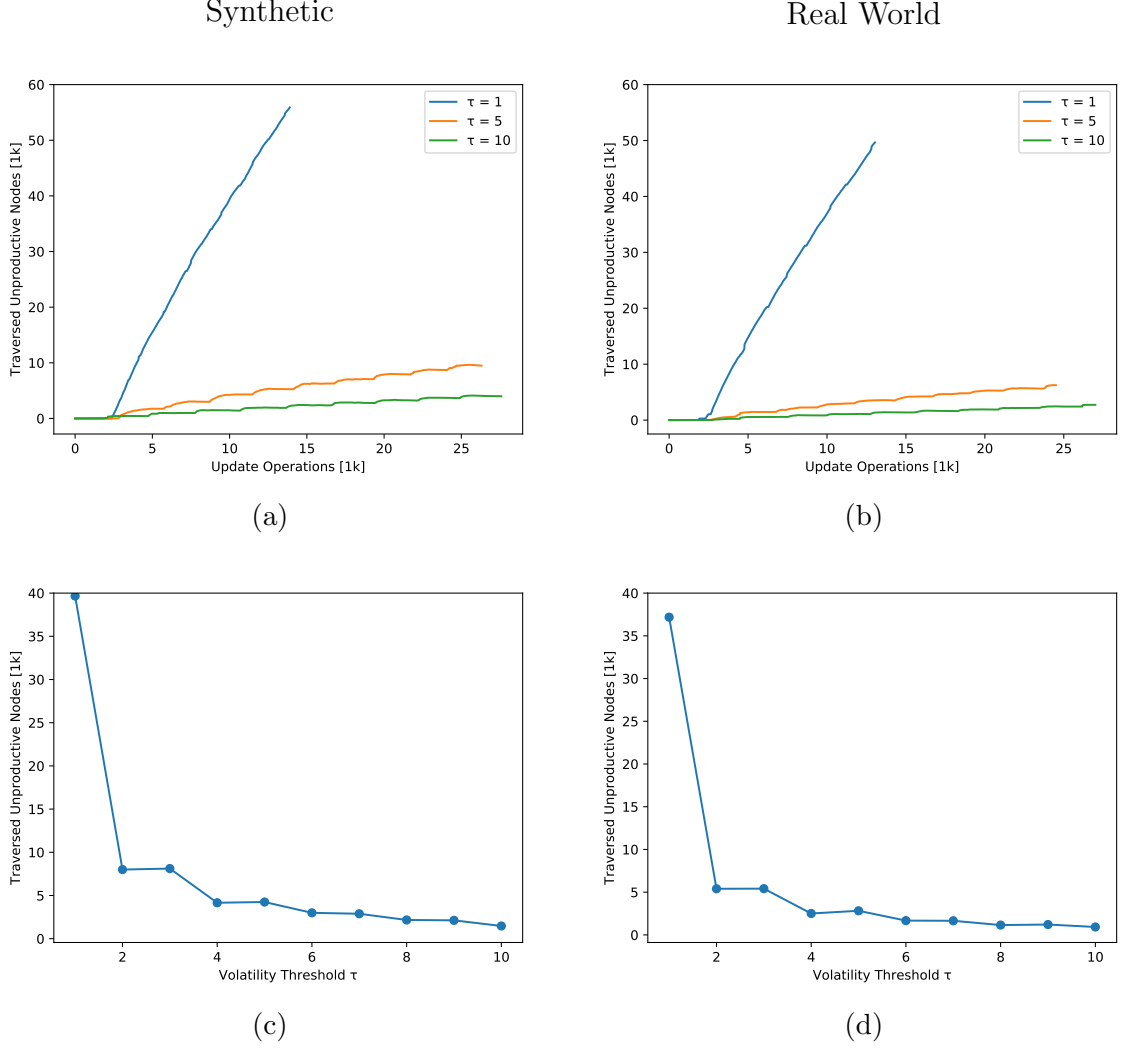 Synthetic
Real World
60
50
40
30
20
10
0
Traversed Unproductive Nodes [1k]
τ = 1
τ = 5
τ = 10
0 5 10 15 20 25
Update Operations [1k]
(a)
60
50
40
30
20
10
0
Traversed Unproductive Nodes [1k]
τ = 1
τ = 5
τ = 10
0 5 10 15 20 25
Update Operations [1k]
(b)
40
35
30
25
20
15
10
5
0
Traversed Unproductive Nodes [1k]
2 4 6 8 10
Volatility Threshold τ
(c)
40
35
30
25
20
15
10
5
0
Traversed Unproductive Nodes [1k]
2 4 6 8 10
Volatility Threshold τ
(d)